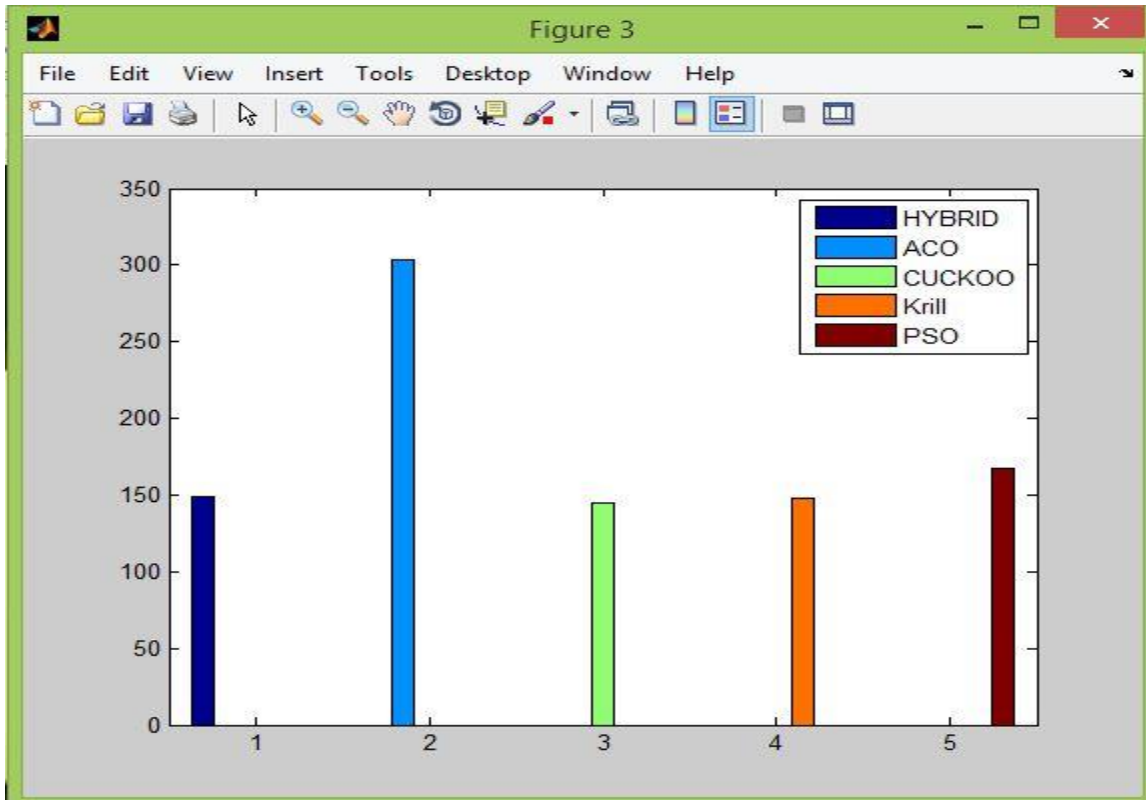 Figure 3
File Edit View Insert Tools Desktop Window Help
350
300
250
200
150
100
50
0
1 2 3 4 5
HYBRID
ACO
CUCKOO
Krill
PSO